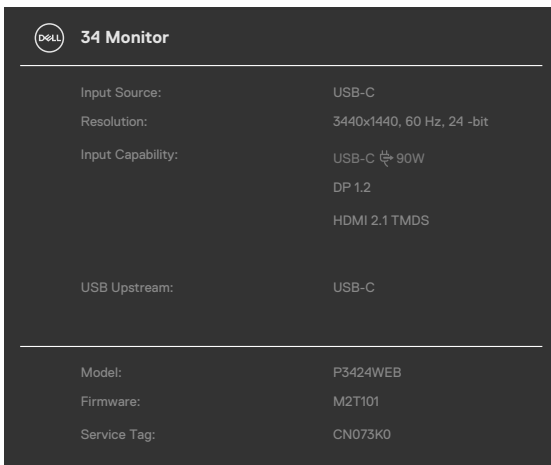 DELL 34 Monitor
Input Source: USB-C
Resolution: 3440x1440, 60 Hz, 24 -bit
Input Capability: USB-C 90W
DP 1.2
HDMI 2.1 TMDS
USB Upstream: USB-C
Model: P3424WEB
Firmware: M2T101
Service Tag: CN073K0